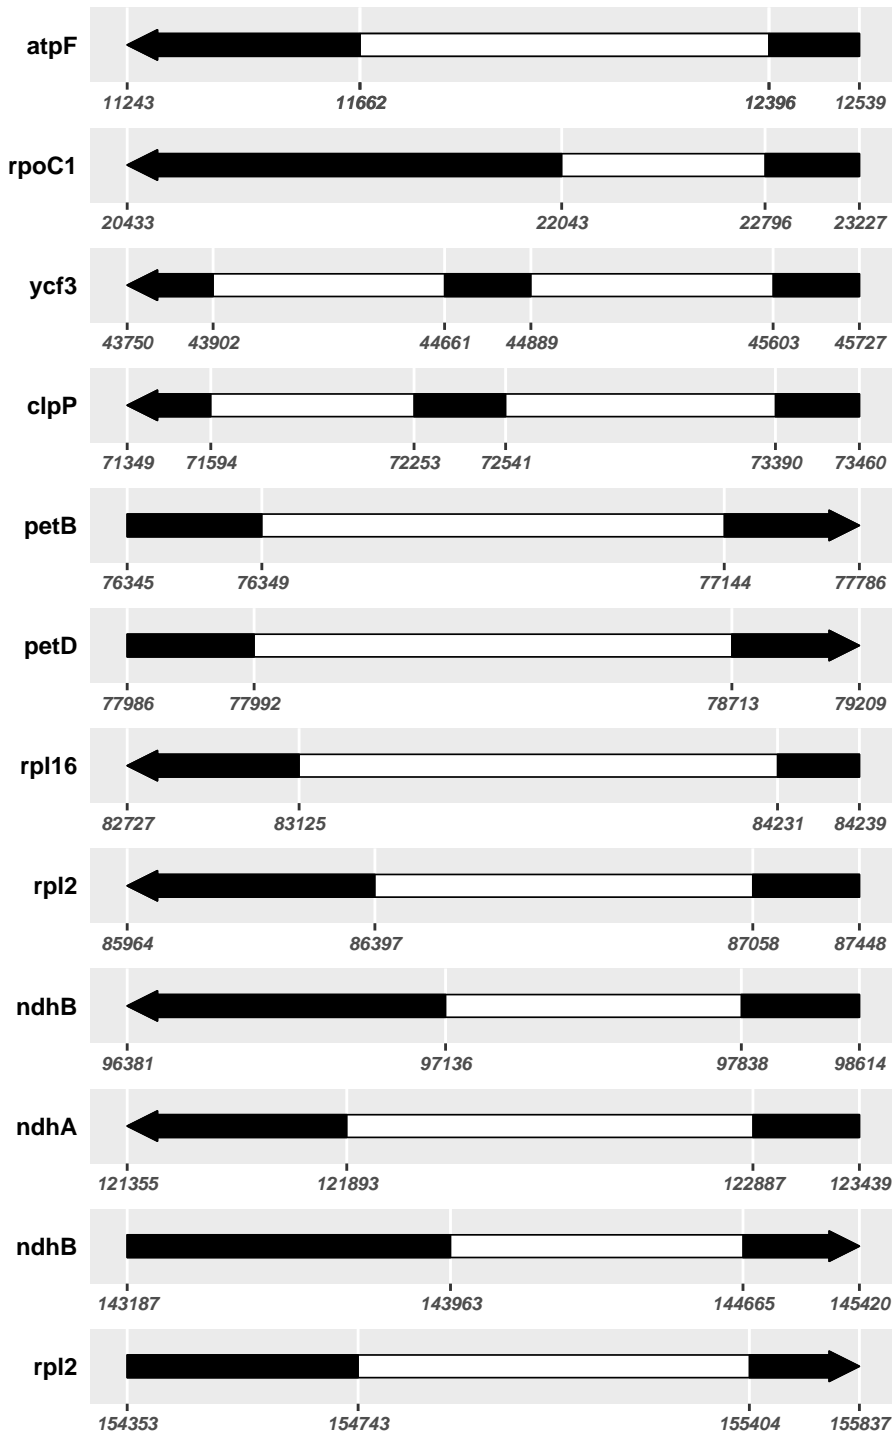 atpF
11243 11662 12396 12539
rpoC1
20433 22043 22796 23227
ycf3
43750 43902 44661 44889 45603 45727
clpP
71349 71594 72253 72541 73390 73460
petB
76345 76349 77144 77786
petD
77986 77992 78713 79209
rpl16
82727 83125 84231 84239
rpl2
85964 86397 87058 87448
ndhB
96381 97136 97838 98614
ndhA
121355 121893 122887 123439
ndhB
143187 143963 144665 145420
rpl2
154353 154743 155404 155837